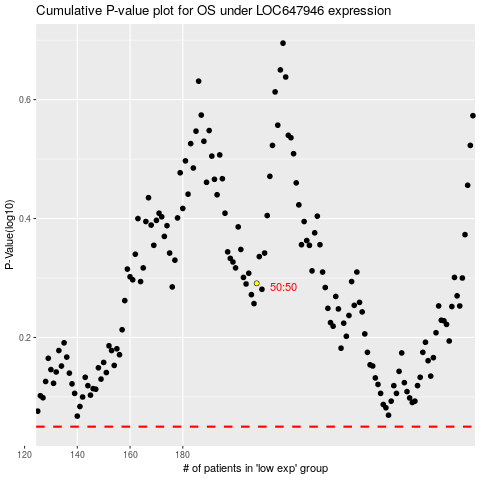 Cumulative P-value plot for OS under LOC647946 expression
P-Value(log10)
0.6
0.4
0.2
50:50
120 140 160 180
# of patients in 'low exp' group